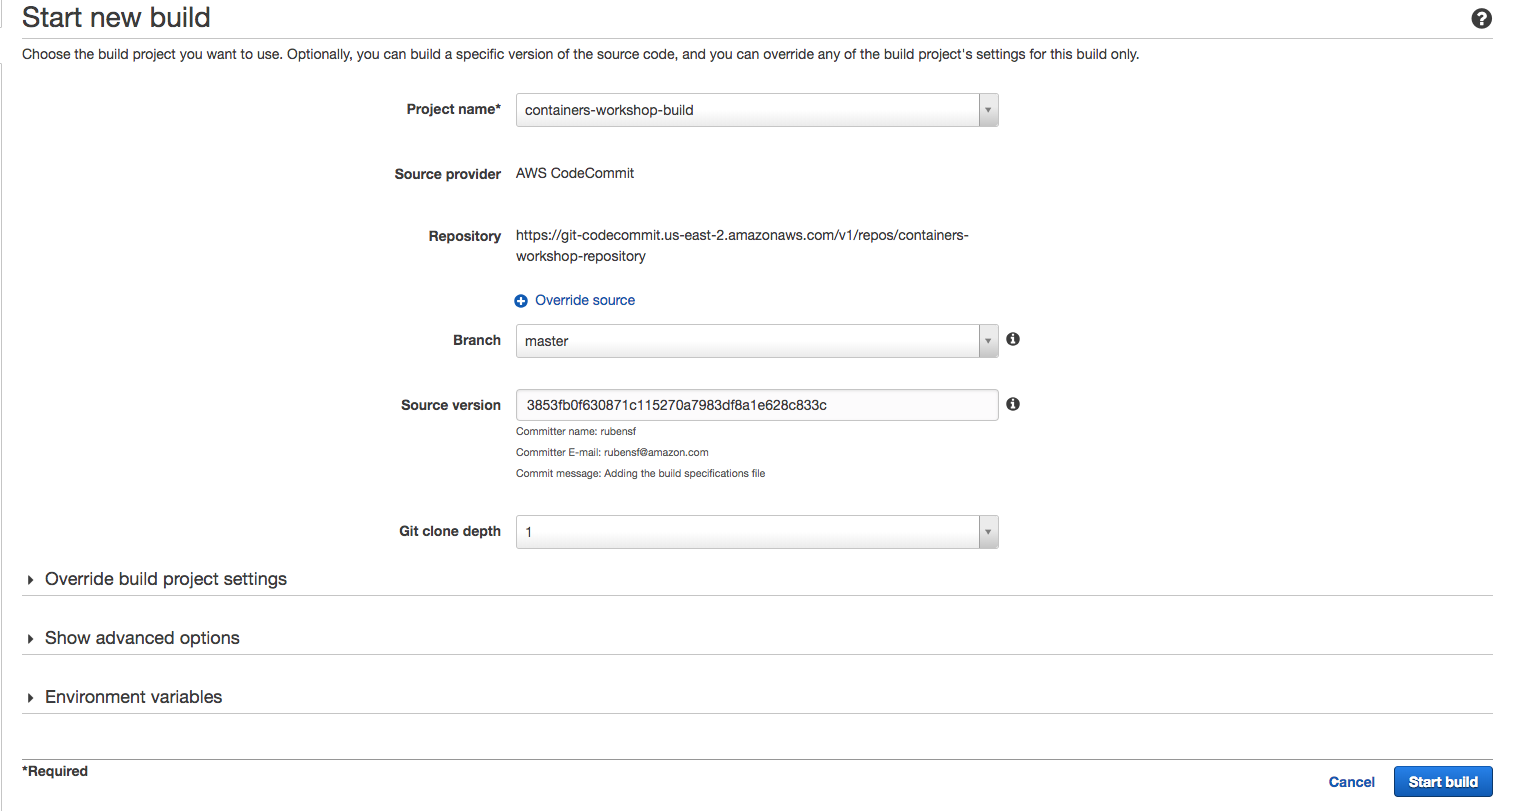 Start new build
Choose the build project you want to use. Optionally, you can build a specific version of the source code, and you can override any of the build project's settings for this build only.
Project name* containers-workshop-build
Source provider AWS CodeCommit
Repository https://git-codecommit.us-east-2.amazonaws.com/v1/repos/containers-
workshop-repository
Override source
Branch master
Source version 3853fb0f630871c115270a7983df8a1e628c833c
Committer name: rubensf
Committer E-mail: rubensf@amazon.com
Commit message: Adding the build specifications file
Git clone depth 1
Override build project settings
Show advanced options
Environment variables
*Required
Cancel Start build